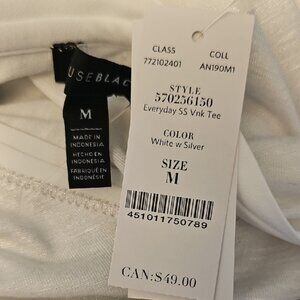 USEBLAC
M
MADE IN
INDONESIA
HECHO EN
INDONESIA
FABRIQUÉ EN
INDONÉSIE
CLASS COLL
772102401 AN190M1
STYLE
570256150
Everyday SS Vnk Tee
COLOR
White w Silver
SIZE
M
451011750789
CAN:$49.00